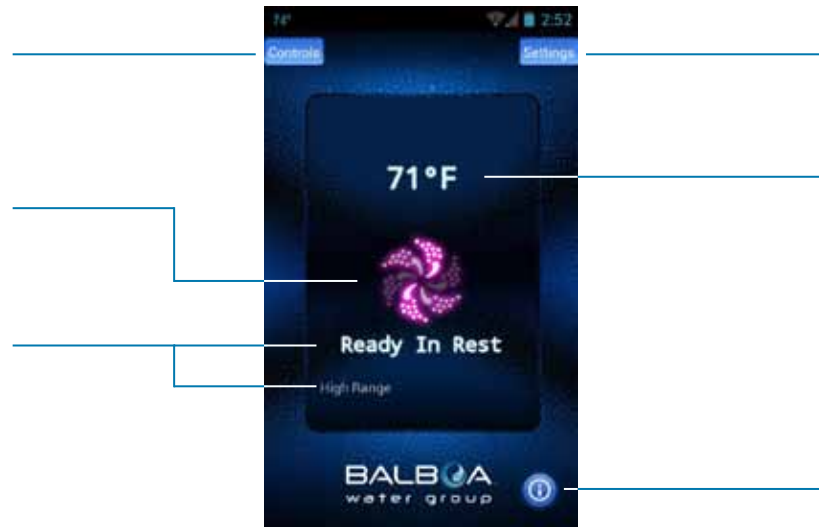 74° 2:52
Controls Settings
71°F
Ready In Rest
High Range
BALBOA
water group